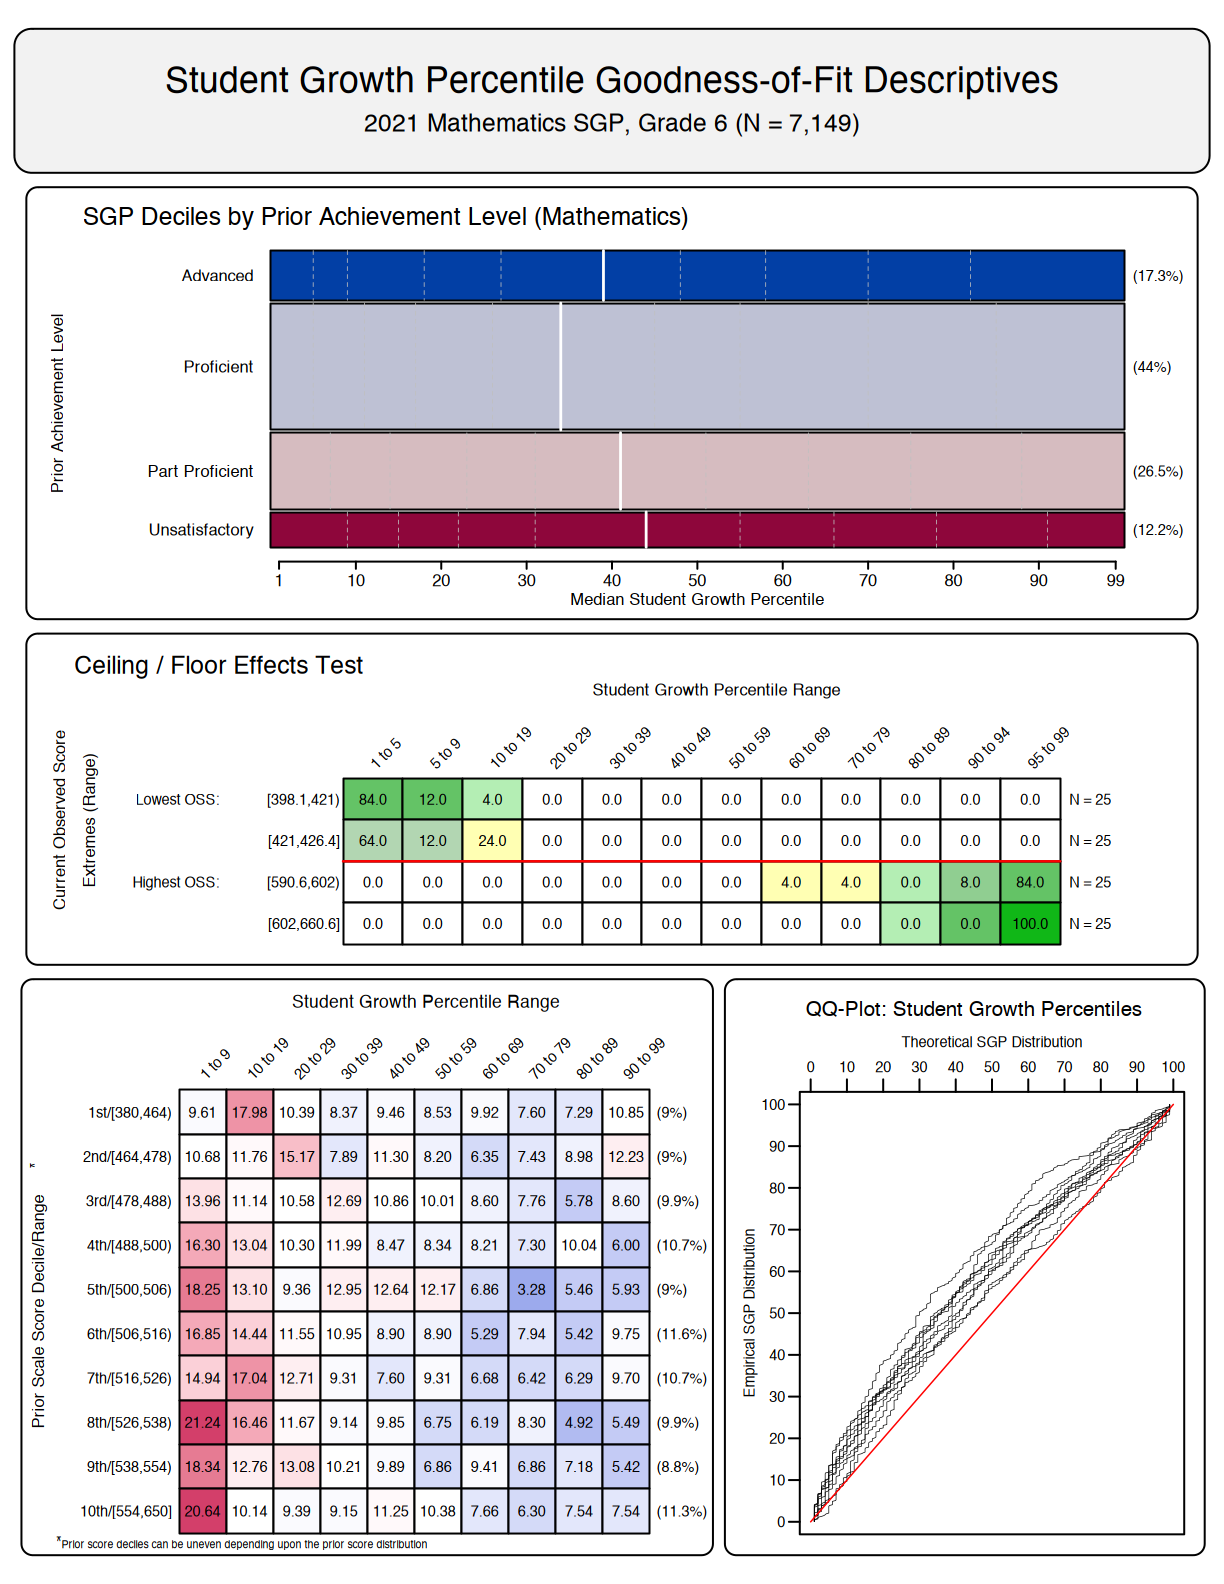 Student Growth Percentile Goodness-of-Fit Descriptives
2021 Mathematics SGP, Grade 6 (N = 7,149)
SGP Deciles by Prior Achievement Level (Mathematics)
Prior Achievement Level
Advanced (17.3%)
Proficient (44%)
Part Proficient (26.5%)
Unsatisfactory (12.2%)
1 10 20 30 40 50 60 70 80 90 99
Median Student Growth Percentile
Ceiling / Floor Effects Test
Student Growth Percentile Range
Current Observed Score
Extremes (Range)
1 to 5 5 to 9 10 to 19 20 to 29 30 to 39 40 to 49 50 to 59 60 to 69 70 to 79 80 to 89 90 to 94 95 to 99
Lowest OSS: [398.1,421) 84.0 12.0 4.0 0.0 0.0 0.0 0.0 0.0 0.0 0.0 0.0 0.0 N = 25
[421,426.4] 64.0 12.0 24.0 0.0 0.0 0.0 0.0 0.0 0.0 0.0 0.0 0.0 N = 25
Highest OSS: [590.6,602) 0.0 0.0 0.0 0.0 0.0 0.0 0.0 4.0 4.0 0.0 8.0 84.0 N = 25
[602,660.6] 0.0 0.0 0.0 0.0 0.0 0.0 0.0 0.0 0.0 0.0 0.0 100.0 N = 25
Student Growth Percentile Range
Prior Scale Score Decile/Range *
1 to 9 10 to 19 20 to 29 30 to 39 40 to 49 50 to 59 60 to 69 70 to 79 80 to 89 90 to 99
1st/[380,464) 9.61 17.98 10.39 8.37 9.46 8.53 9.92 7.60 7.29 10.85 (9%)
2nd/[464,478) 10.68 11.76 15.17 7.89 11.30 8.20 6.35 7.43 8.98 12.23 (9%)
3rd/[478,488) 13.96 11.14 10.58 12.69 10.86 10.01 8.60 7.76 5.78 8.60 (9.9%)
4th/[488,500) 16.30 13.04 10.30 11.99 8.47 8.34 8.21 7.30 10.04 6.00 (10.7%)
5th/[500,506) 18.25 13.10 9.36 12.95 12.64 12.17 6.86 3.28 5.46 5.93 (9%)
6th/[506,516) 16.85 14.44 11.55 10.95 8.90 8.90 5.29 7.94 5.42 9.75 (11.6%)
7th/[516,526) 14.94 17.04 12.71 9.31 7.60 9.31 6.68 6.42 6.29 9.70 (10.7%)
8th/[526,538) 21.24 16.46 11.67 9.14 9.85 6.75 6.19 8.30 4.92 5.49 (9.9%)
9th/[538,554) 18.34 12.76 13.08 10.21 9.89 6.86 9.41 6.86 7.18 5.42 (8.8%)
10th/[554,650] 20.64 10.14 9.39 9.15 11.25 10.38 7.66 6.30 7.54 7.54 (11.3%)
*Prior score deciles can be uneven depending upon the prior score distribution
QQ-Plot: Student Growth Percentiles
Theoretical SGP Distribution
0 10 20 30 40 50 60 70 80 90 100
Empirical SGP Distribution
100
90
80
70
60
50
40
30
20
10
0